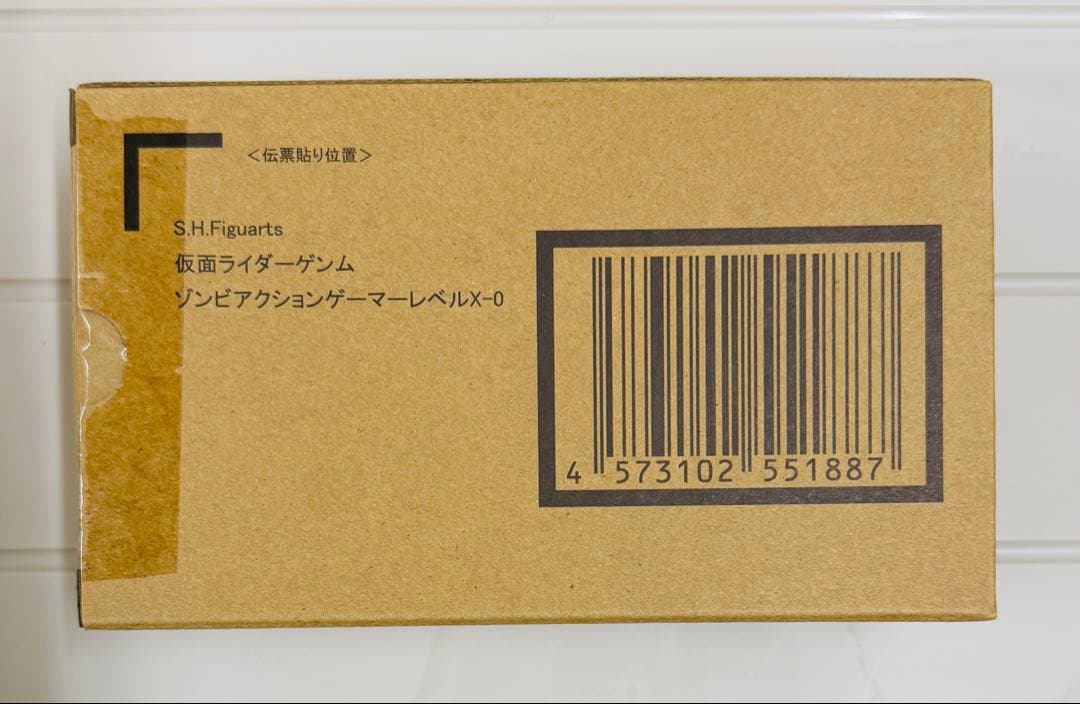 ＜伝票貼り位置＞
S.H.Figuarts
仮面ライダーゲンム
ゾンビアクションゲーマーレベルX-0
4 573102 551887